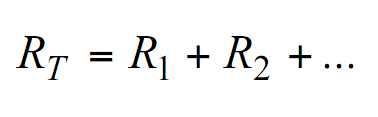 R_T = R_1 + R_2 + ...